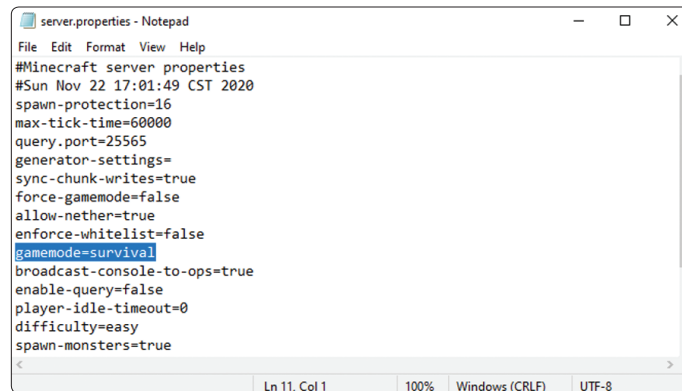 server.properties - Notepad
File Edit Format View Help
#Minecraft server properties
#Sun Nov 22 17:01:49 CST 2020
spawn-protection=16
max-tick-time=60000
query.port=25565
generator-settings=
sync-chunk-writes=true
force-gamemode=false
allow-nether=true
enforce-whitelist=false
gamemode=survival
broadcast-console-to-ops=true
enable-query=false
player-idle-timeout=0
difficulty=easy
spawn-monsters=true
Ln 11, Col 1 100% Windows (CRLF) UTF-8